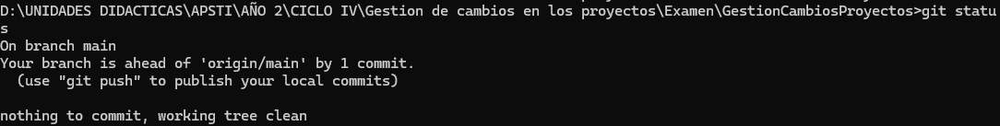 D:\UNIDADES DIDACTICAS\APSTI\AÑO 2\CICLO IV\Gestion de cambios en los proyectos\Examen\GestionCambiosProyectos>git statu
s
On branch main
Your branch is ahead of 'origin/main' by 1 commit.
  (use "git push" to publish your local commits)

nothing to commit, working tree clean